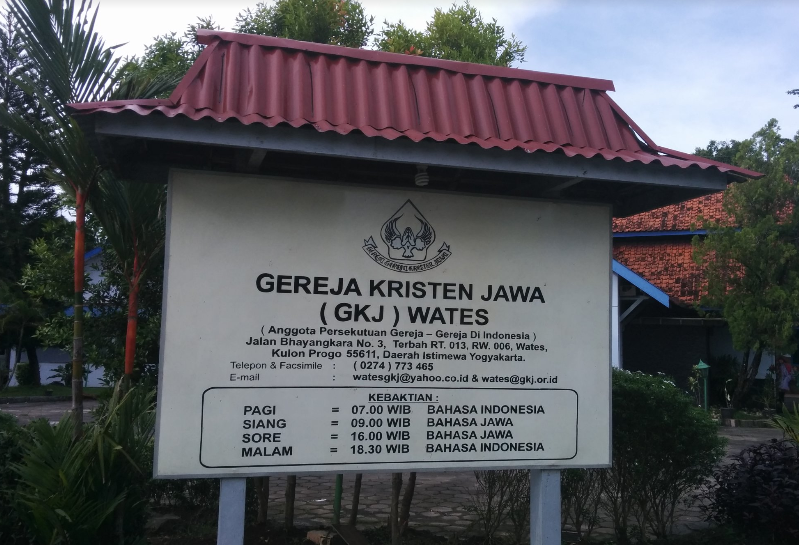 GEREJA KRISTEN JAWA
( GKJ ) WATES
( Anggota Persekutuan Gereja – Gereja Di Indonesia )
Jalan Bhayangkara No. 3, Terbah RT. 013, RW. 006, Wates,
Kulon Progo 55611, Daerah Istimewa Yogyakarta.
Telepon & Facsimile : ( 0274 ) 773 465
E-mail : watesgkj@yahoo.co.id & wates@gkj.or.id
KEBAKTIAN :
PAGI = 07.00 WIB BAHASA INDONESIA
SIANG = 09.00 WIB BAHASA JAWA
SORE = 16.00 WIB BAHASA JAWA
MALAM = 18.30 WIB BAHASA INDONESIA